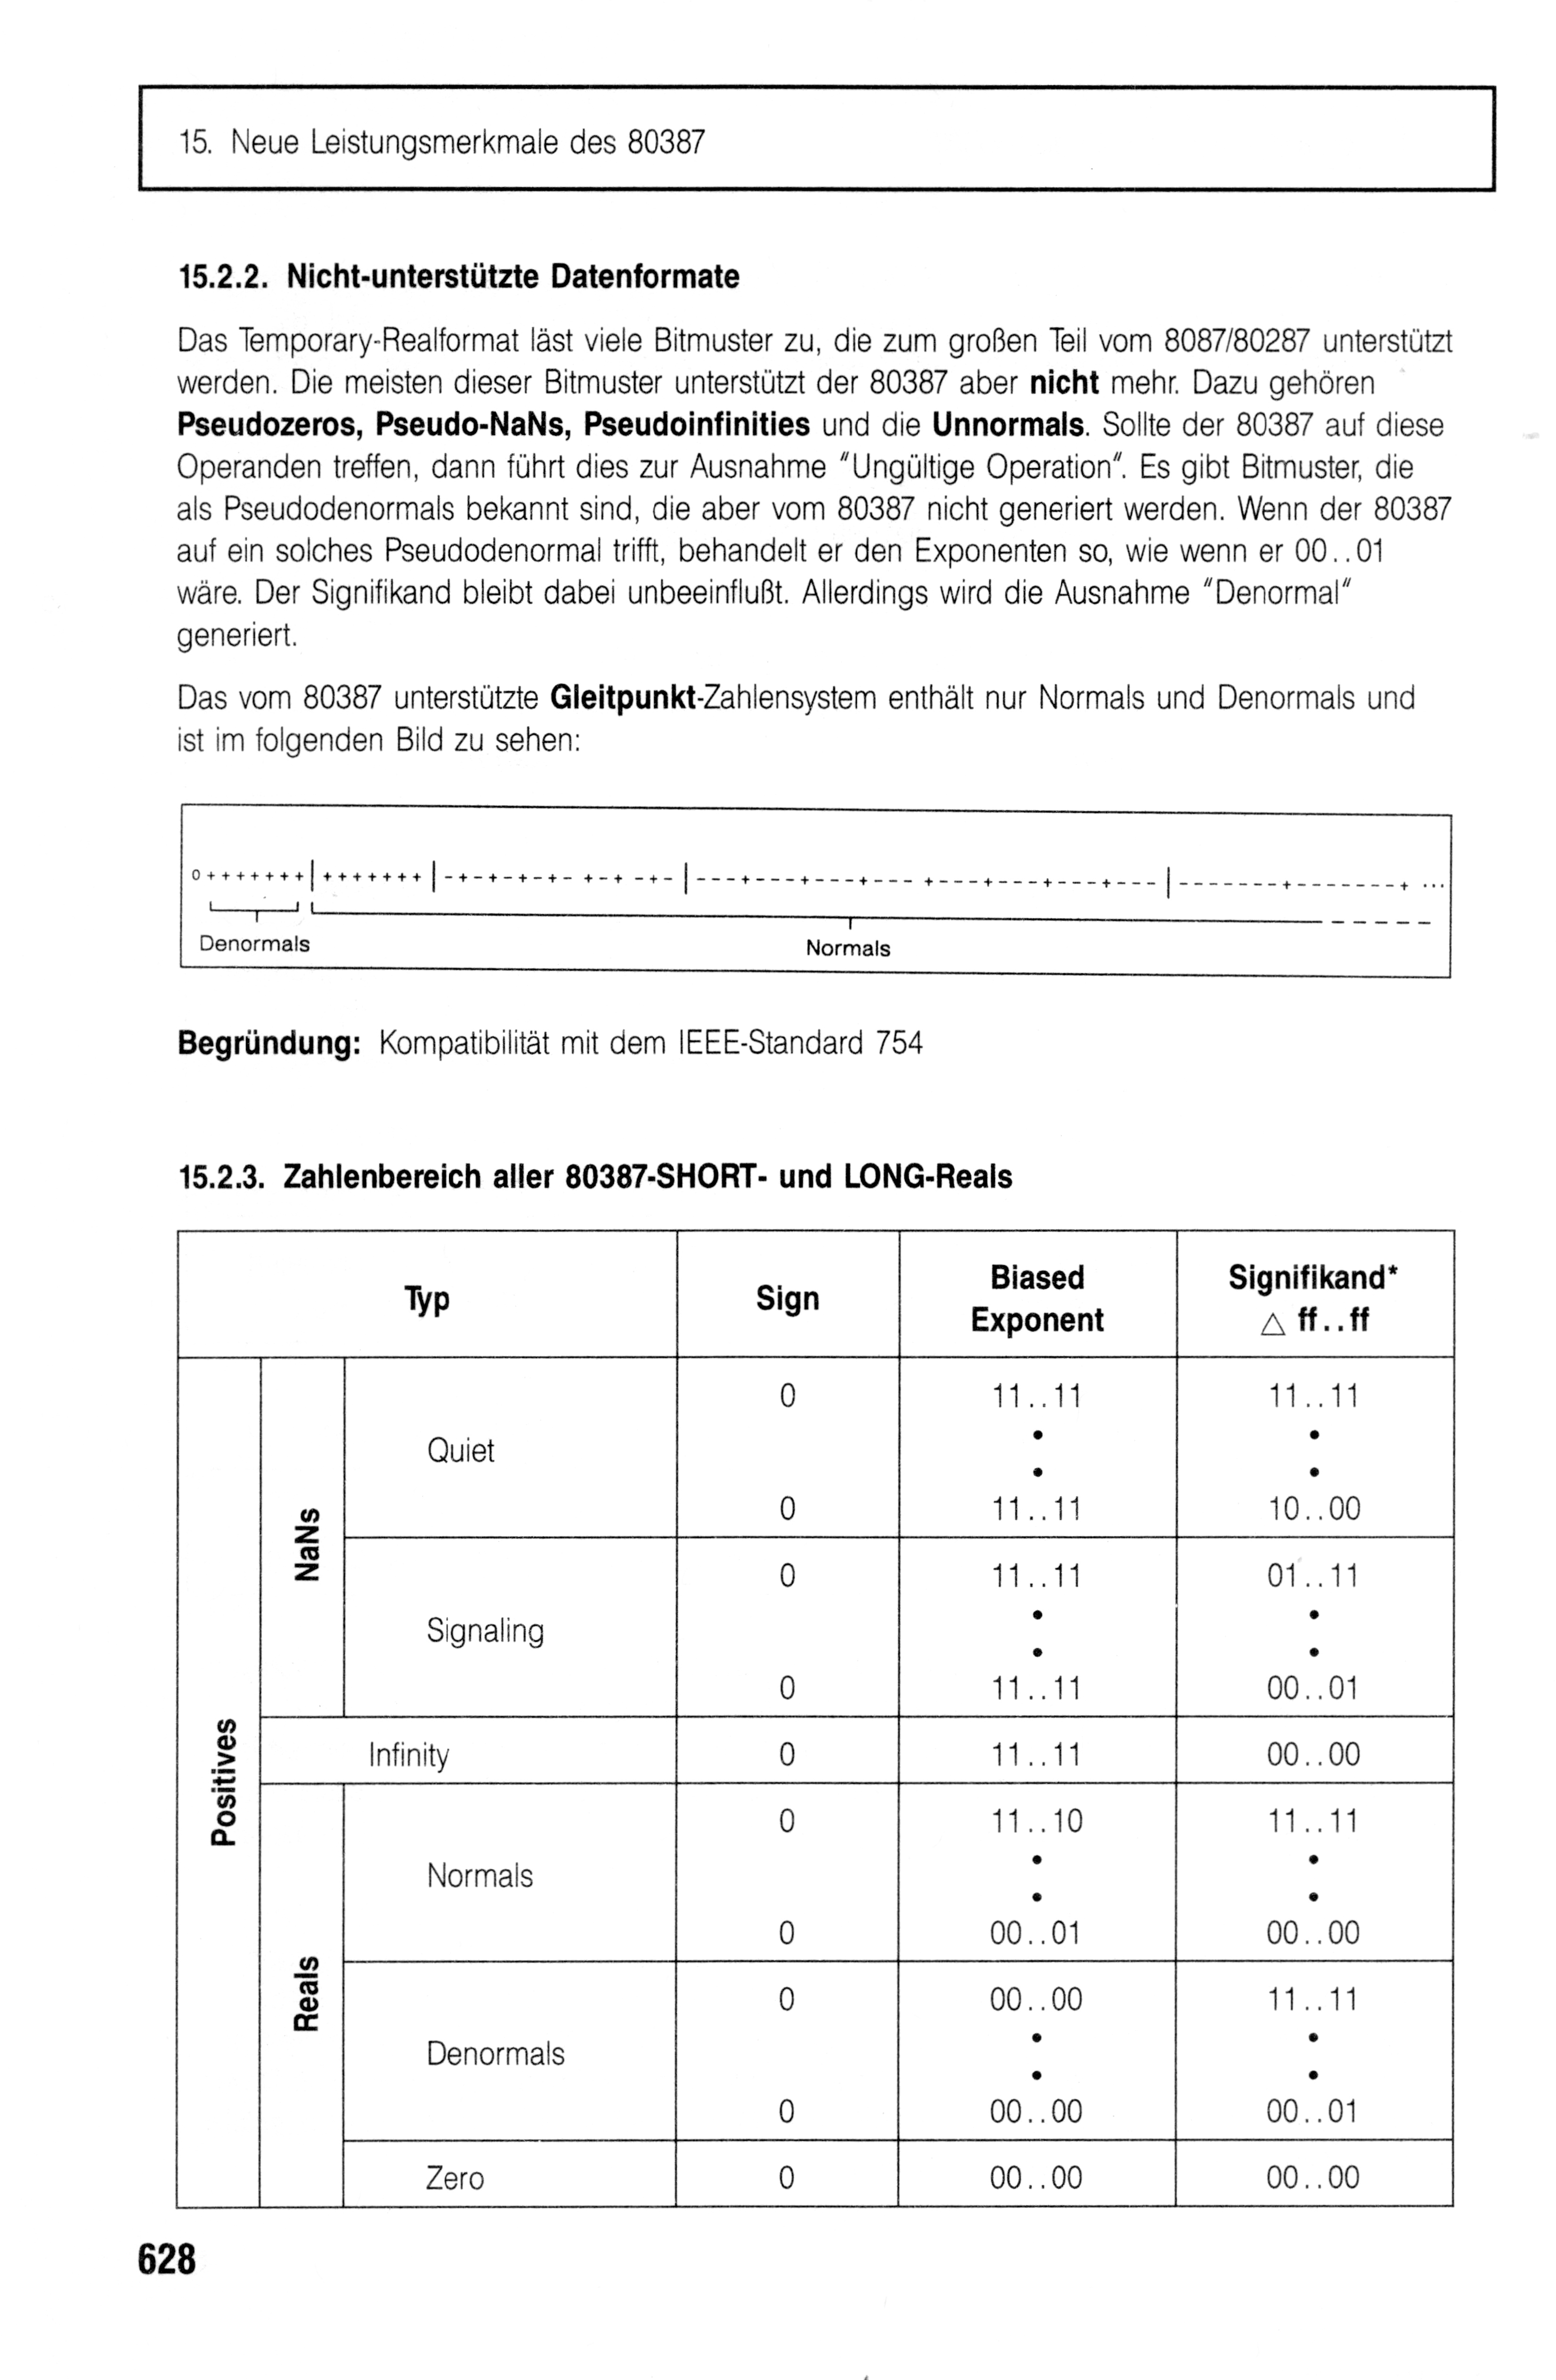 15. Neue Leistungsmerkmale des 80387
15.2.2. Nicht-unterstützte Datenformate
Das Temporary-Realformat läst viele Bitmuster zu, die zum großen Teil vom 8087/80287 unterstützt
werden. Die meisten dieser Bitmuster unterstützt der 80387 aber nicht mehr. Dazu gehören
Pseudozeros, Pseudo-NaNs, Pseudoinfinities und die Unnormals. Sollte der 80387 auf diese
Operanden treffen, dann führt dies zur Ausnahme "Ungültige Operation". Es gibt Bitmuster, die
als Pseudodenormals bekannt sind, die aber vom 80387 nicht generiert werden. Wenn der 80387
auf ein solches Pseudodenormal trifft, behandelt er den Exponenten so, wie wenn er 00..01
wäre. Der Signifikand bleibt dabei unbeeinflußt. Allerdings wird die Ausnahme "Denormal"
generiert.
Das vom 80387 unterstützte Gleitpunkt-Zahlensystem enthält nur Normals und Denormals und
ist im folgenden Bild zu sehen:
0+++++++|+++++++|-+-+-+-+- +-+ -+-|---+---+---+--- +---+---+---+---|-------+-------+ ...
Denormals Normals
Begründung: Kompatibilität mit dem IEEE-Standard 754
15.2.3. Zahlenbereich aller 80387-SHORT- und LONG-Reals
Typ Sign Biased Exponent Signifikand* △ ff..ff
Positives
NaNs
0 11..11 11..11
Quiet • •
• •
0 11..11 10..00
0 11..11 01..11
Signaling • •
• •
0 11..11 00..01
Infinity 0 11..11 00..00
Reals
0 11..10 11..11
Normals • •
• •
0 00..01 00..00
0 00..00 11..11
Denormals • •
• •
0 00..00 00..01
Zero 0 00..00 00..00
628